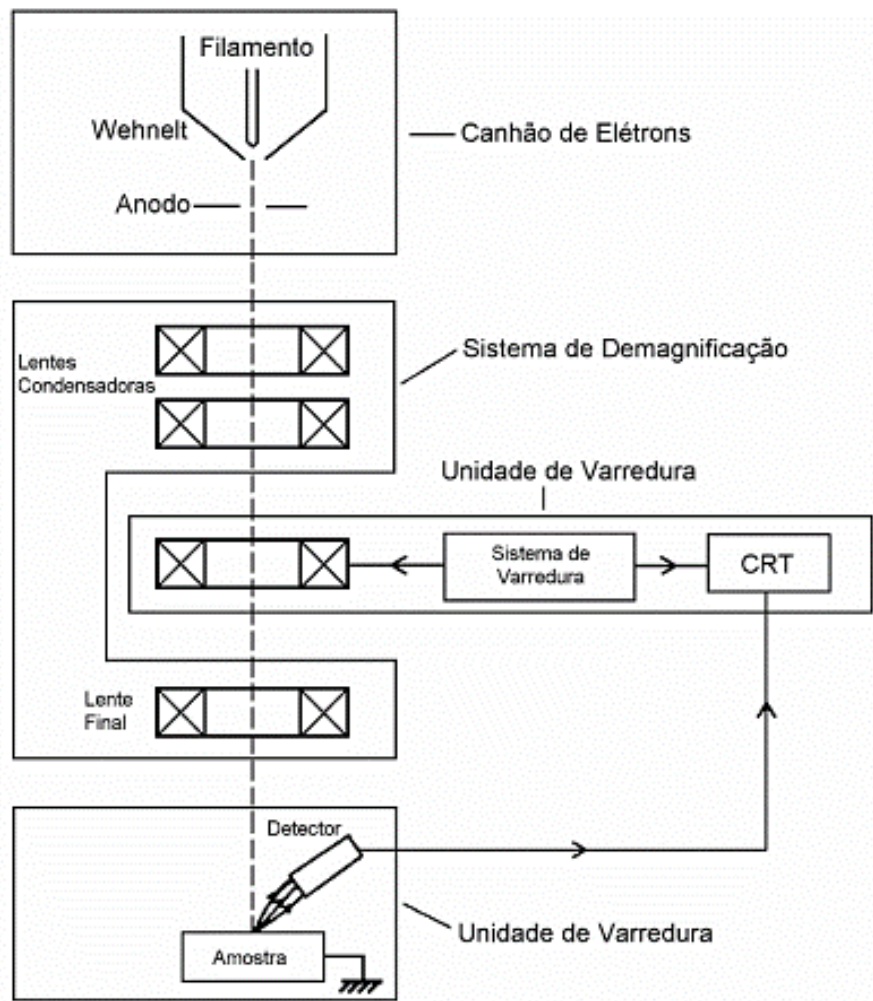 Filamento
Wehnelt
Canhão de Elétrons
Anodo
Sistema de Demagnificação
Lentes
Condensadoras
Unidade de Varredura
Sistema de
Varredura
CRT
Lente
Final
Detector
Amostra
Unidade de Varredura